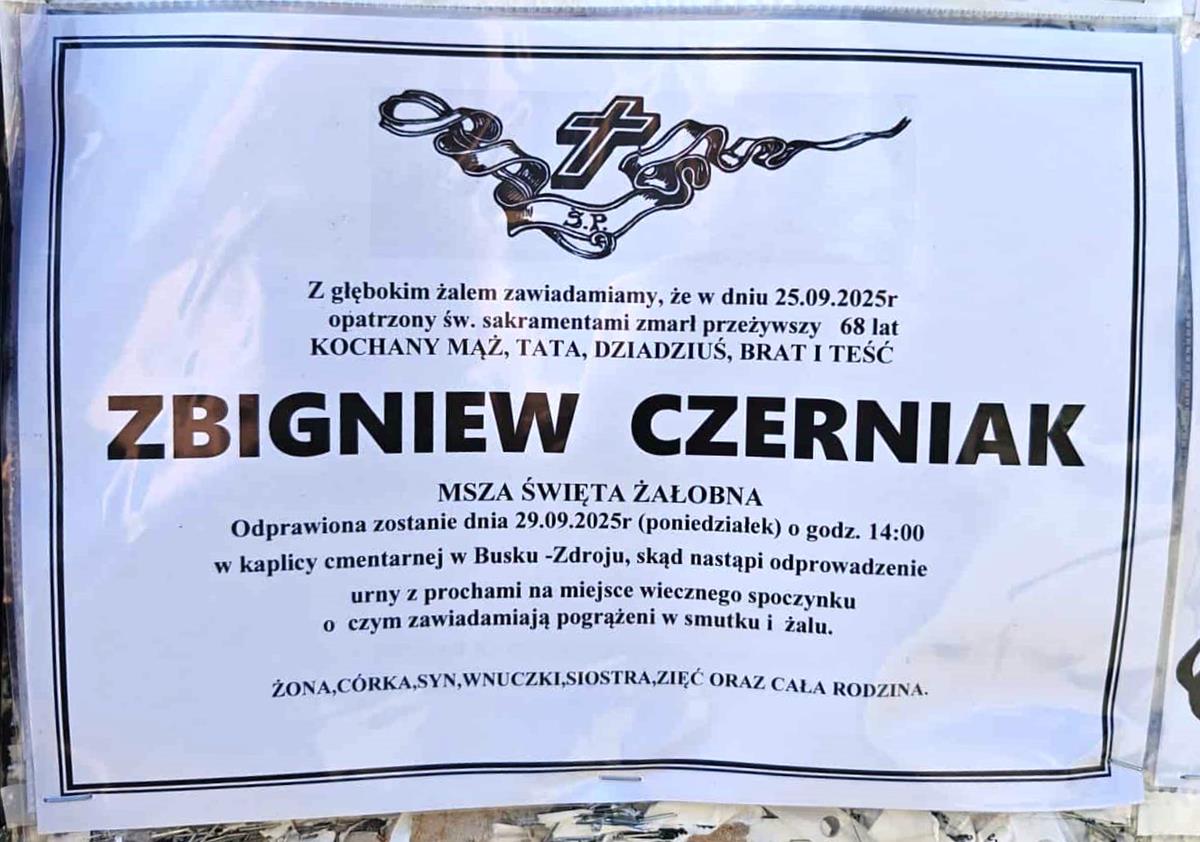 Ś.P.
Z głębokim żalem zawiadamiamy, że w dniu 25.09.2025r
opatrzony św. sakramentami zmarł przeżywszy 68 lat
KOCHANY MĄŻ, TATA, DZIADZIUŚ, BRAT I TEŚĆ
ZBIGNIEW CZERNIAK
MSZA ŚWIĘTA ŻAŁOBNA
Odprawiona zostanie dnia 29.09.2025r (poniedziałek) o godz. 14:00
w kaplicy cmentarnej w Busku -Zdroju, skąd nastąpi odprowadzenie
urny z prochami na miejsce wiecznego spoczynku
o czym zawiadamiają pogrążeni w smutku i żalu.
ŻONA,CÓRKA,SYN,WNUCZKI,SIOSTRA,ZIĘĆ ORAZ CAŁA RODZINA.